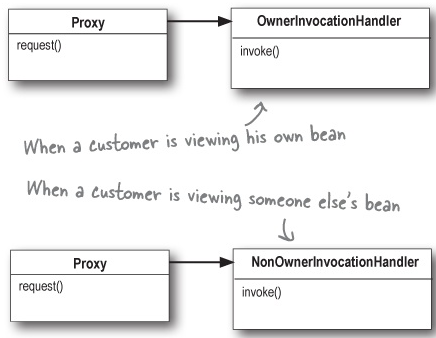 Proxy
request()
OwnerInvocationHandler
invoke()
When a customer is viewing his own bean
When a customer is viewing someone else's bean
Proxy
request()
NonOwnerInvocationHandler
invoke()